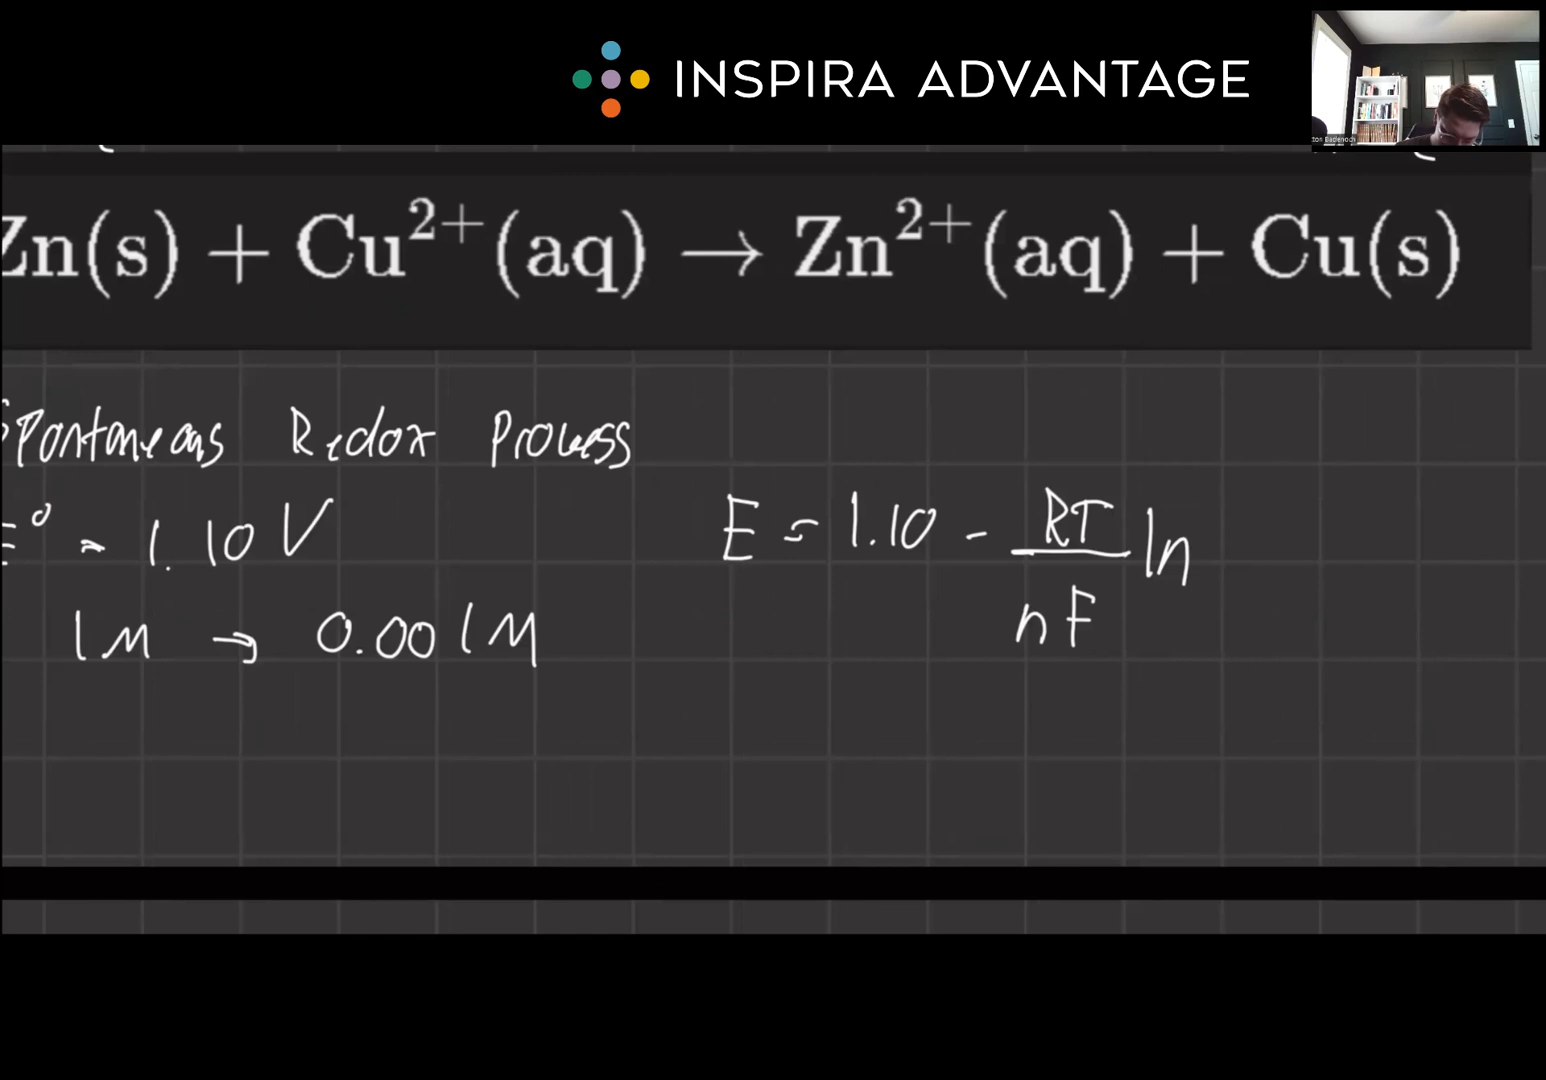 INSPIRA ADVANTAGE
Zn(s) + Cu²⁺(aq) → Zn²⁺(aq) + Cu(s)
Spontaneous Redox Process
E⁰ = 1.10 V
1M → 0.001M
E = 1.10 - RT/nF ln